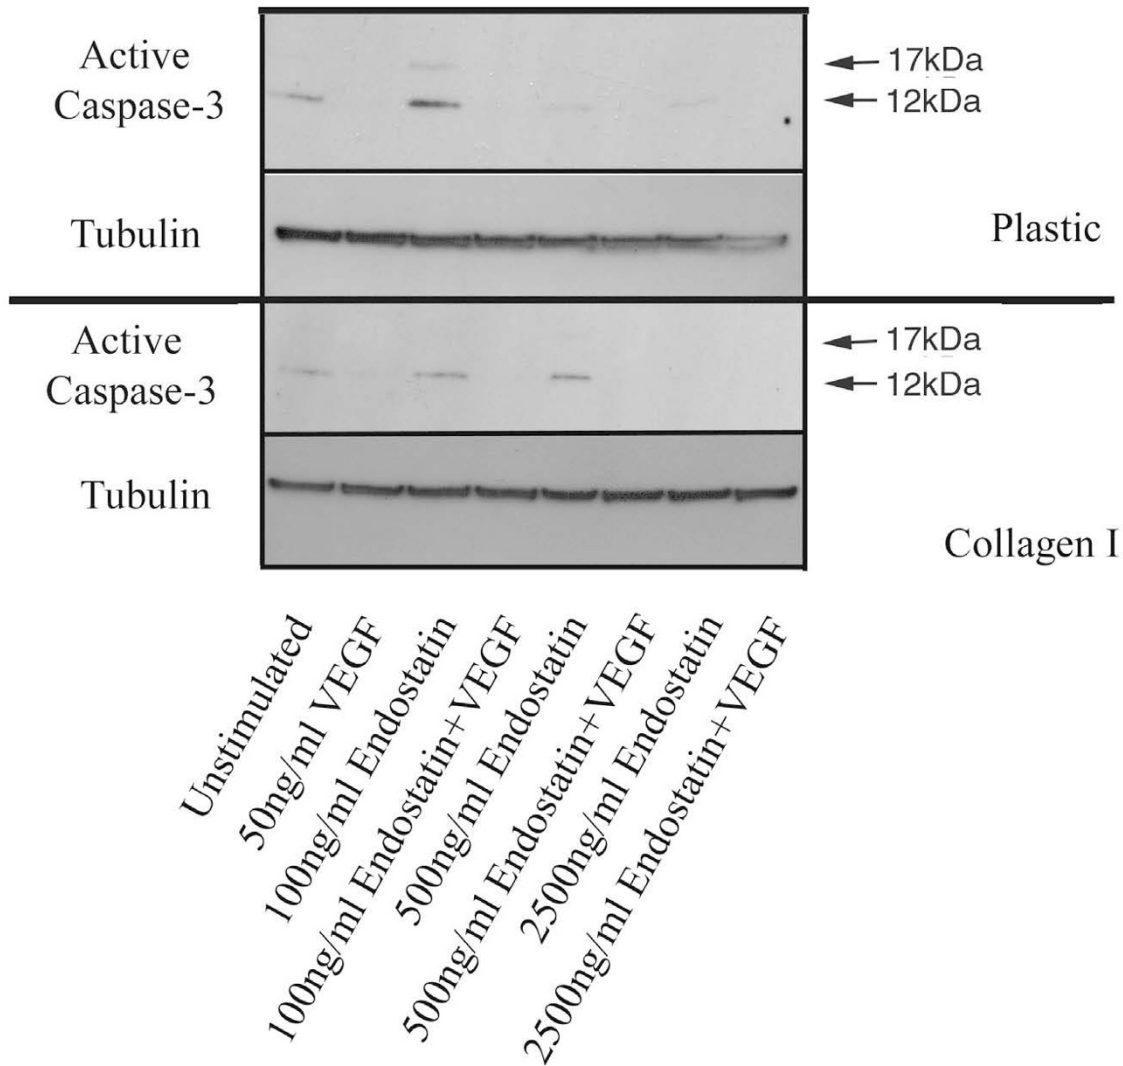 Active
Caspase-3
17kDa
12kDa
Tubulin
Plastic
Active
Caspase-3
17kDa
12kDa
Tubulin
Collagen I
Unstimulated
50ng/ml VEGF
100ng/ml Endostatin
100ng/ml Endostatin+VEGF
500ng/ml Endostatin
500ng/ml Endostatin+VEGF
2500ng/ml Endostatin
2500ng/ml Endostatin+VEGF